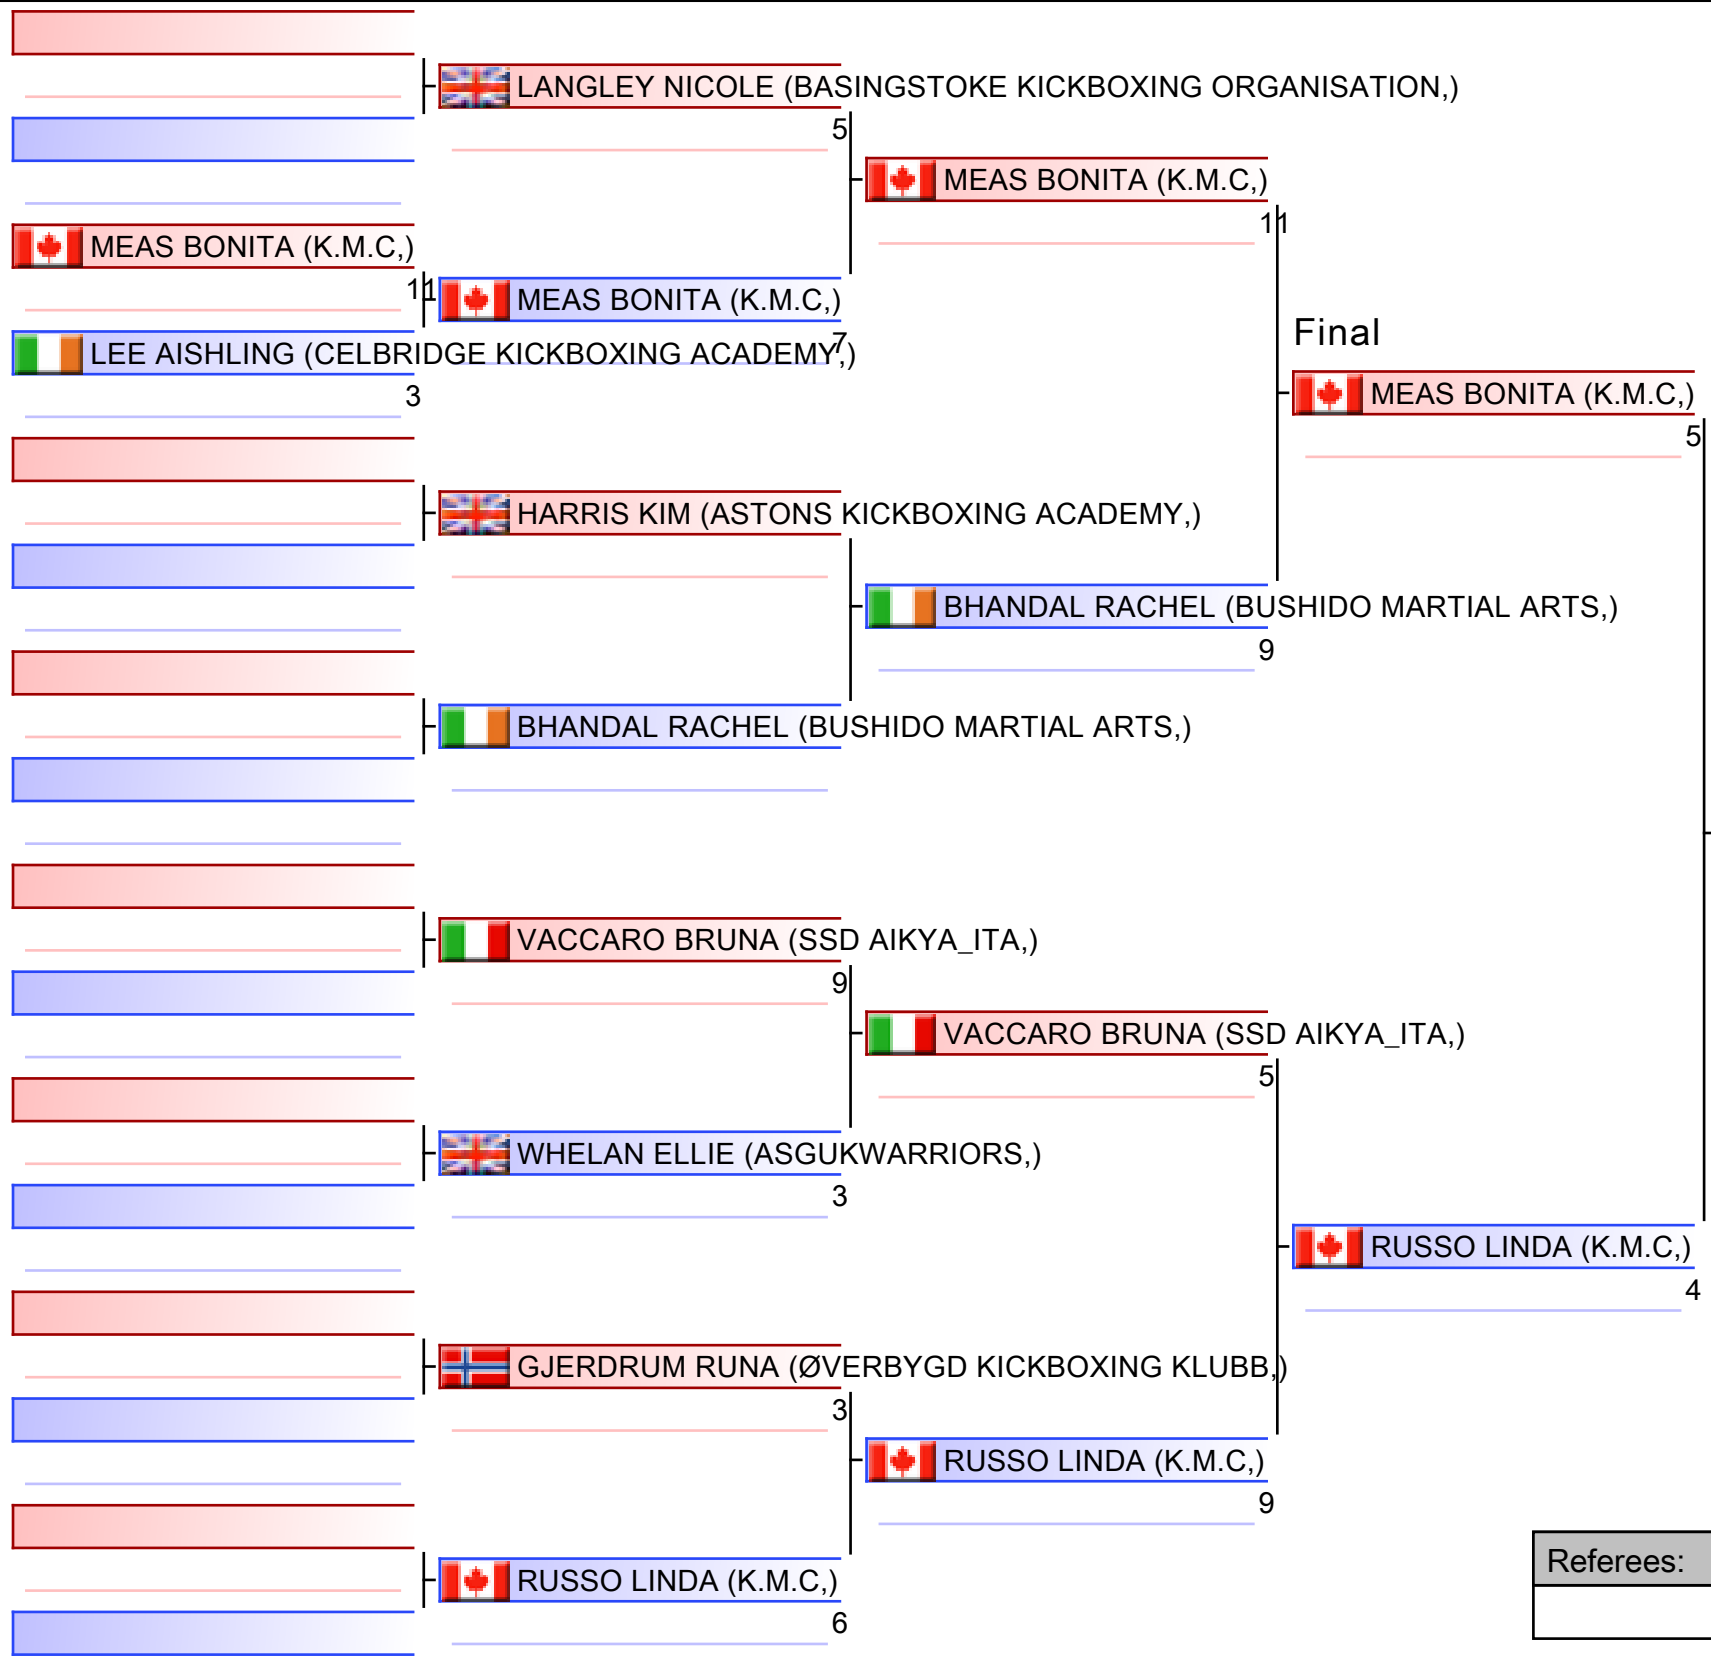 LANGLEY NICOLE (BASINGSTOKE KICKBOXING ORGANISATION,)
5
MEAS BONITA (K.M.C,)
11
MEAS BONITA (K.M.C,)
11
MEAS BONITA (K.M.C,)
7
LEE AISHLING (CELBRIDGE KICKBOXING ACADEMY,)
3
Final
MEAS BONITA (K.M.C,)
5
HARRIS KIM (ASTONS KICKBOXING ACADEMY,)
BHANDAL RACHEL (BUSHIDO MARTIAL ARTS,)
9
BHANDAL RACHEL (BUSHIDO MARTIAL ARTS,)
VACCARO BRUNA (SSD AIKYA_ITA,)
9
VACCARO BRUNA (SSD AIKYA_ITA,)
5
WHELAN ELLIE (ASGUKWARRIORS,)
3
RUSSO LINDA (K.M.C,)
4
GJERDRUM RUNA (ØVERBYGD KICKBOXING KLUBB,)
3
RUSSO LINDA (K.M.C,)
9
RUSSO LINDA (K.M.C,)
6
Referees: